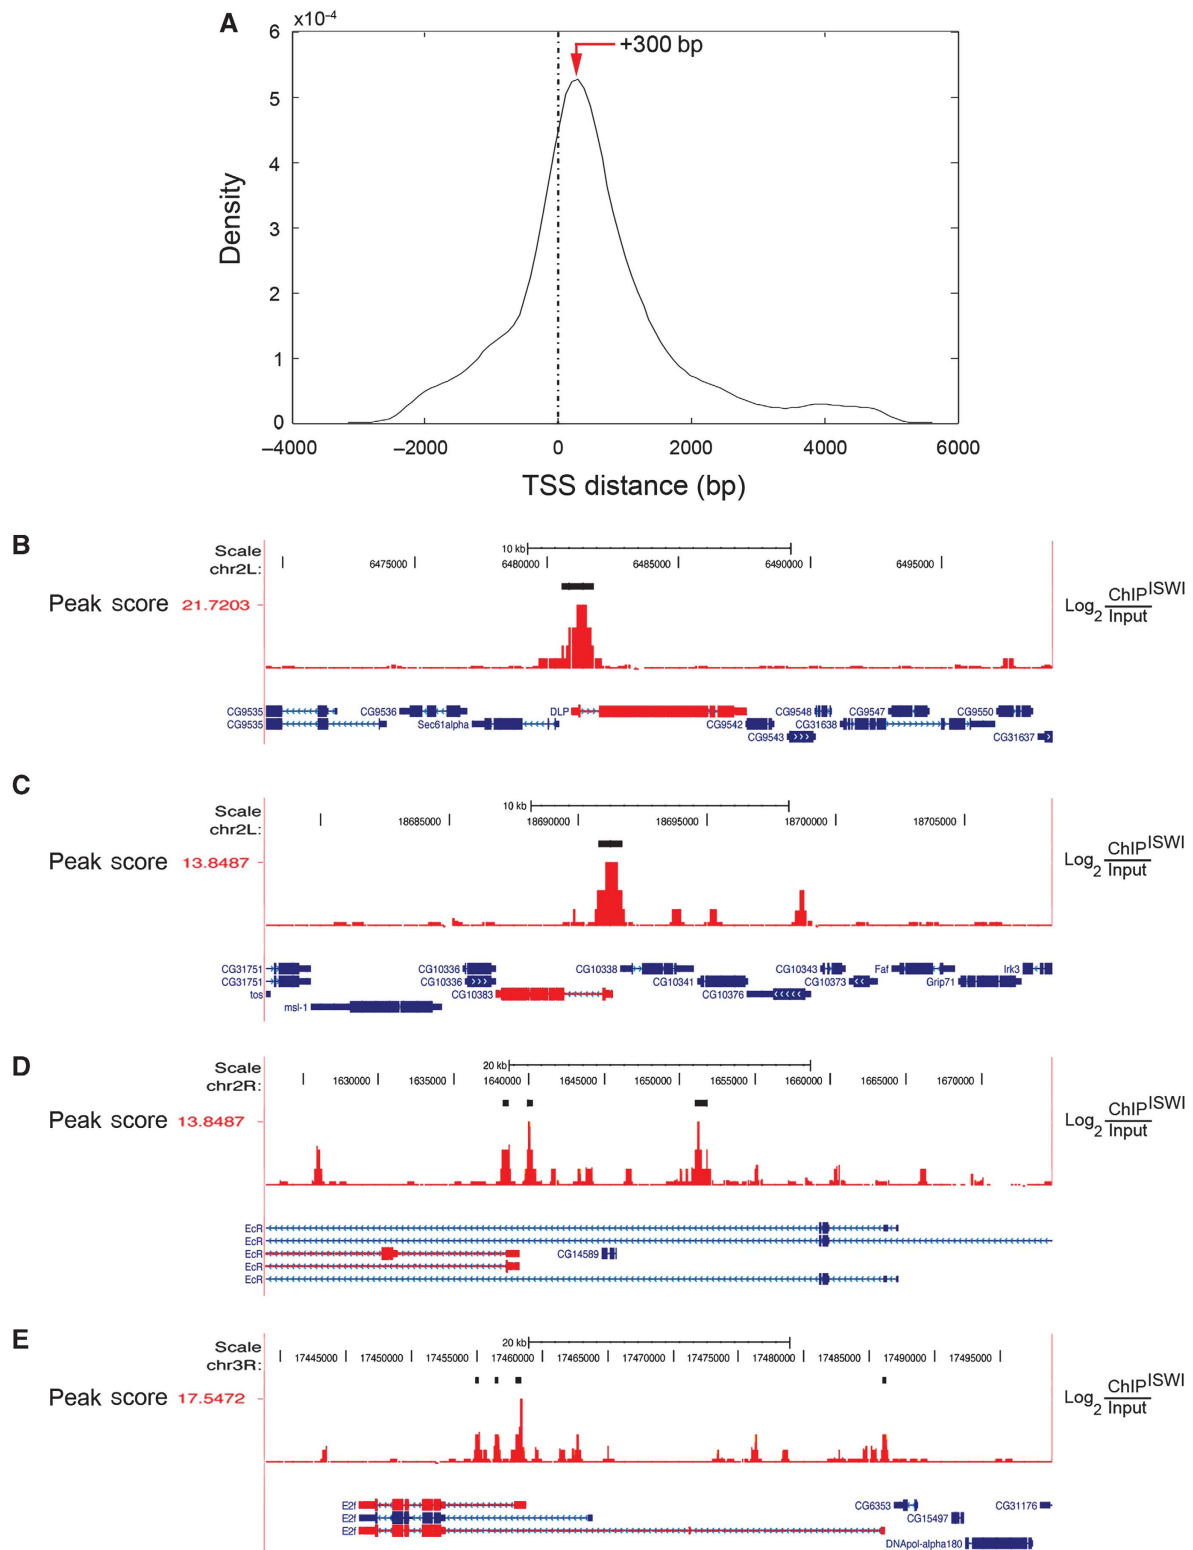 A
x10–4
+300 bp
6
5
4
3
2
1
0
Density
–4000
–2000
0
2000
4000
6000
TSS distance (bp)
B
Scale
10 kb
chr2L:
6475000
6480000
6485000
6490000
6495000
Peak score
21.7203
Log2 ChIPISWI
Input
CG9535
CG9536
DLP
CG9548
CG9547
CG9550
CG9535
Sec61alpha
CG9542
CG31638
CG9543
CG31637
C
Scale
10 kb
chr2L:
18685000
18690000
18695000
18700000
18705000
Peak score
13.8487
Log2 ChIPISWI
Input
CG31751
CG10336
CG10338
CG10343
Faf
Irk3
CG31751
CG10336
CG10341
CG10373
Grip71
tos
CG10383
CG10376
msl-1
D
Scale
20 kb
chr2R:
1630000
1635000
1640000
1645000
1650000
1655000
1660000
1665000
1670000
Peak score
13.8487
Log2 ChIPISWI
Input
EcR
EcR
EcR
CG14589
EcR
EcR
E
Scale
20 kb
chr3R:
17445000
17450000
17455000
17460000
17465000
17470000
17475000
17480000
17485000
17490000
17495000
Peak score
17.5472
Log2 ChIPISWI
Input
E2f
CG6353
CG31176
E2f
CG15497
E2f
DNApol-alpha180